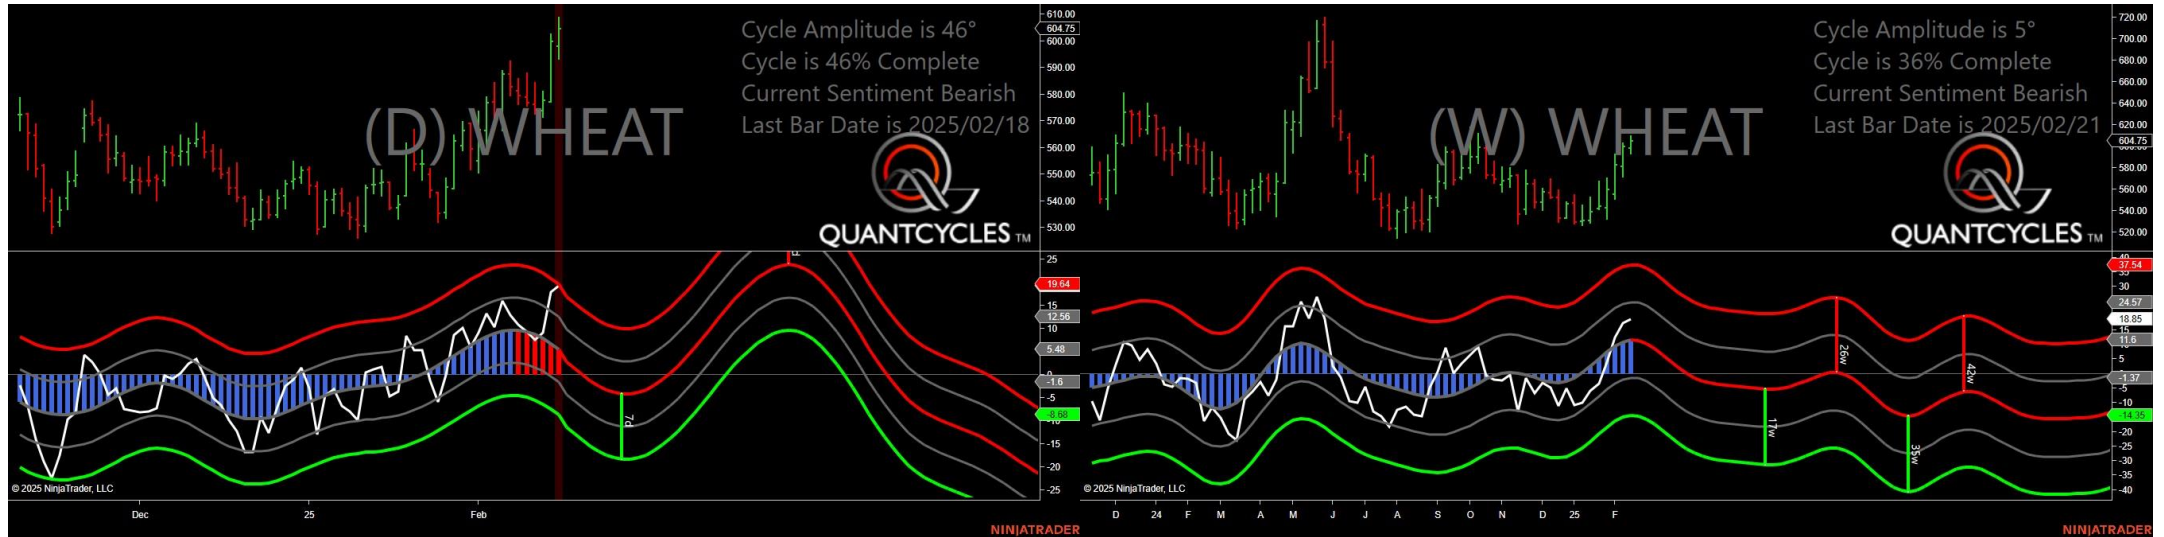 Cycle Amplitude is 46°
Cycle is 46% Complete
Current Sentiment Bearish
Last Bar Date is 2025/02/18
(D) WHEAT
QUANTCYCLES TM
610.00
604.75
600.00
590.00
580.00
570.00
560.00
550.00
540.00
530.00
25
19.64
15
12.56
10
5.48
0
-1.6
-5
-8.68
-10
-15
-20
-25
7d
© 2025 NinjaTrader, LLC
Dec
25
Feb
NINJATRADER
Cycle Amplitude is 5°
Cycle is 36% Complete
Current Sentiment Bearish
Last Bar Date is 2025/02/21
(W) WHEAT
QUANTCYCLES TM
720.00
700.00
680.00
660.00
640.00
620.00
604.75
600.00
580.00
560.00
540.00
520.00
40
37.54
35
30
24.57
18.85
15
11.6
5
-1.37
-5
-10
-14.35
-20
-25
-30
-35
-40
17w
26w
35w
42w
© 2025 NinjaTrader, LLC
D
24
F
M
A
M
J
J
A
S
O
N
D
25
F
NINJATRADER